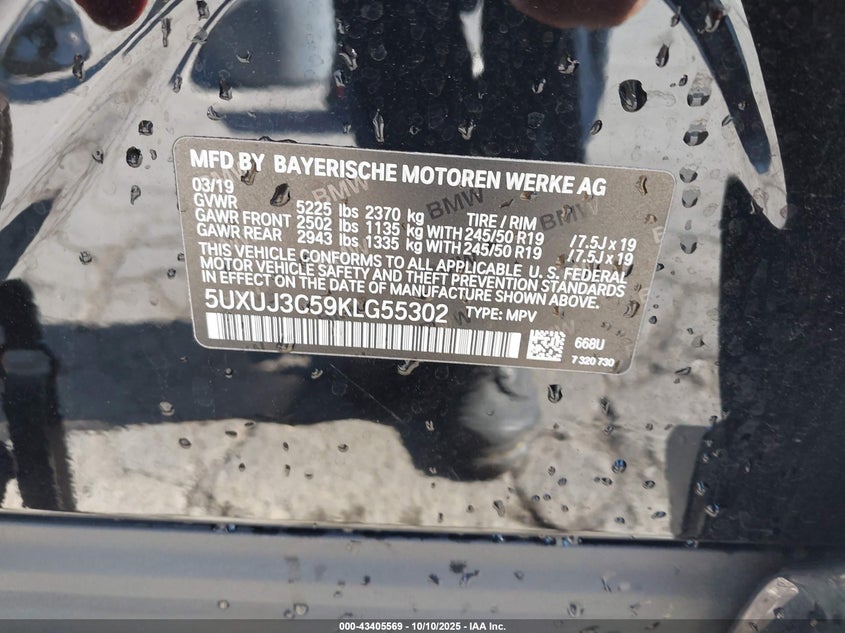 MFD BY BAYERISCHE MOTOREN WERKE AG
03/19
GVWR 5225 lbs 2370 kg TIRE / RIM
GAWR FRONT 2502 lbs 1135 kg WITH 245/50 R19 /7.5J x 19
GAWR REAR 2943 lbs 1335 kg WITH 245/50 R19 /7.5J x 19
THIS VEHICLE CONFORMS TO ALL APPLICABLE U. S. FEDERAL
MOTOR VEHICLE SAFETY AND THEFT PREVENTION STANDARDS
IN EFFECT ON THE DATE OF MANUFACTURE SHOWN ABOVE.
5UXUJ3C59KLG55302 TYPE: MPV
668U
7 320 730
000-43405569 - 10/10/2025 - IAA Inc.